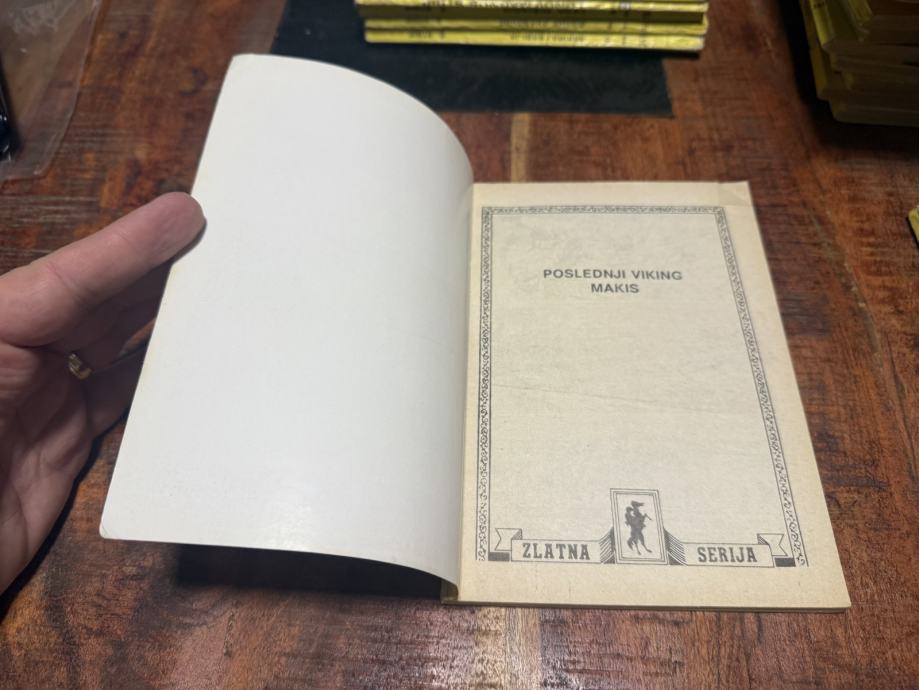 POSLEDNJI VIKING
MAKIS
ZLATNA
SERIJA